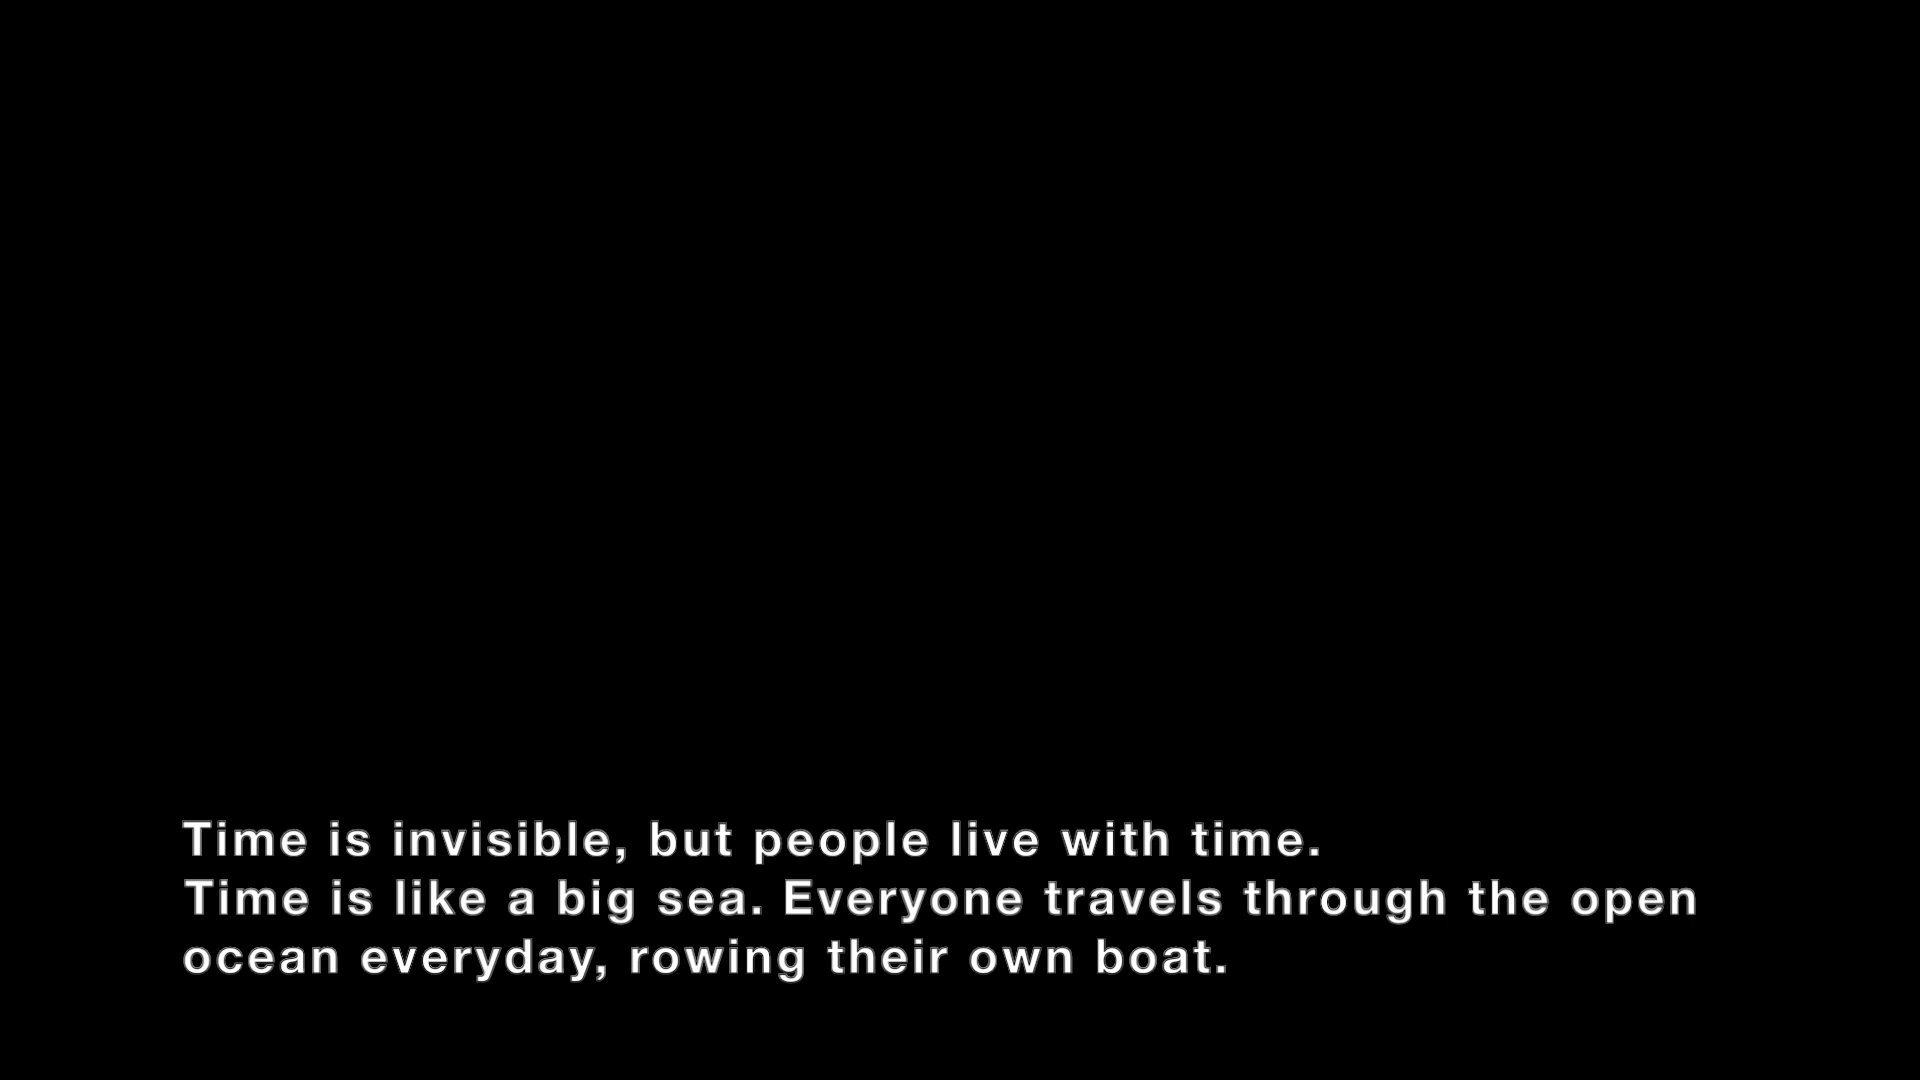 Time is invisible, but people live with time.
Time is like a big sea. Everyone travels through the open
ocean everyday, rowing their own boat.